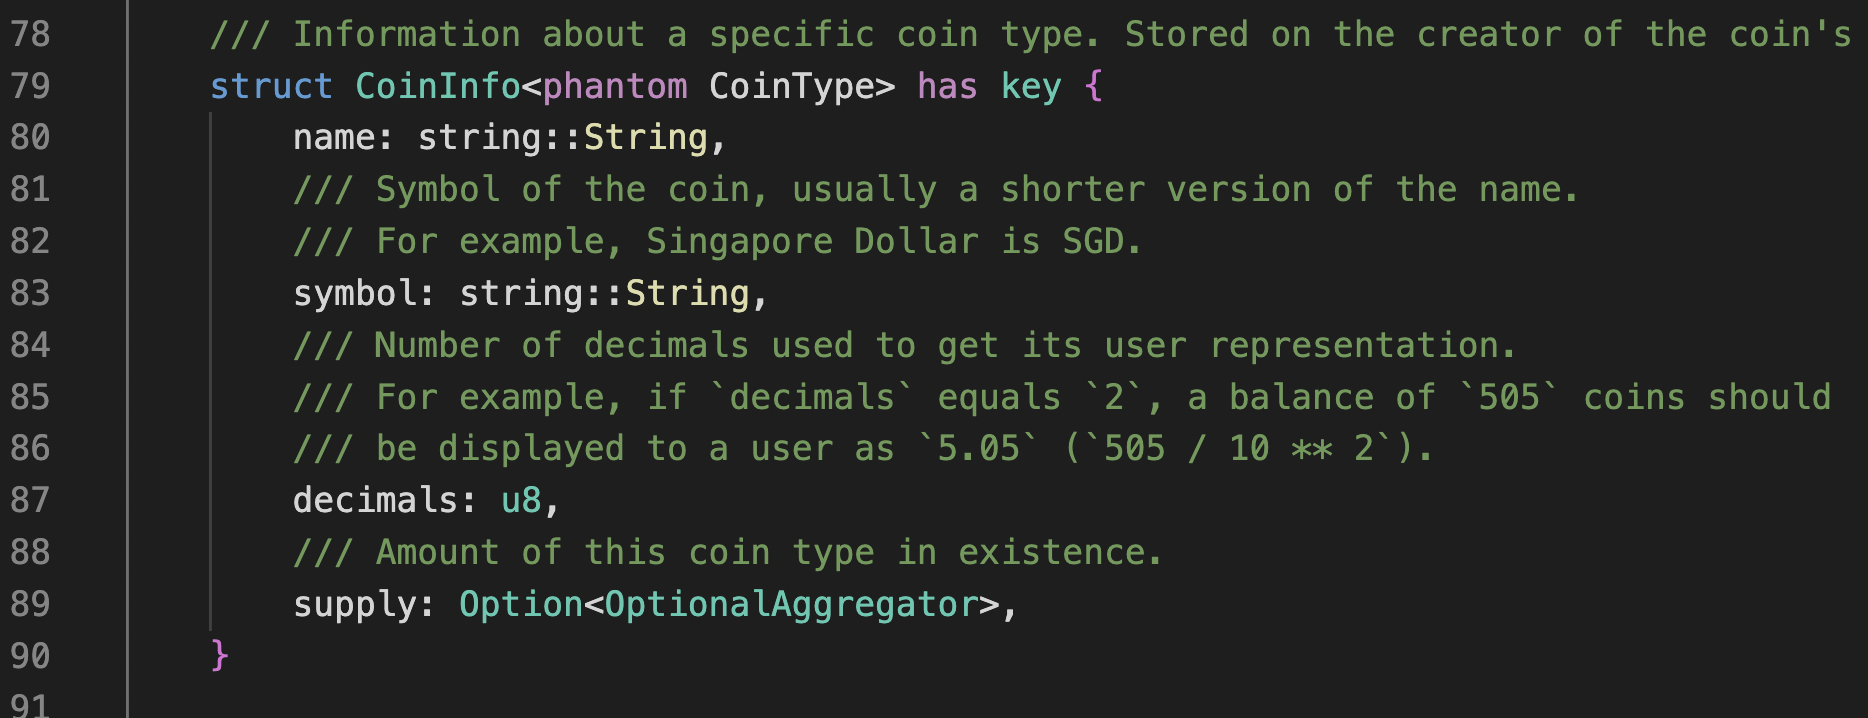 78 /// Information about a specific coin type. Stored on the creator of the coin's
79 struct CoinInfo<phantom CoinType> has key {
80 name: string::String,
81 /// Symbol of the coin, usually a shorter version of the name.
82 /// For example, Singapore Dollar is SGD.
83 symbol: string::String,
84 /// Number of decimals used to get its user representation.
85 /// For example, if `decimals` equals `2`, a balance of `505` coins should
86 /// be displayed to a user as `5.05` (`505 / 10 ** 2`).
87 decimals: u8,
88 /// Amount of this coin type in existence.
89 supply: Option<OptionalAggregator>,
90 }
91